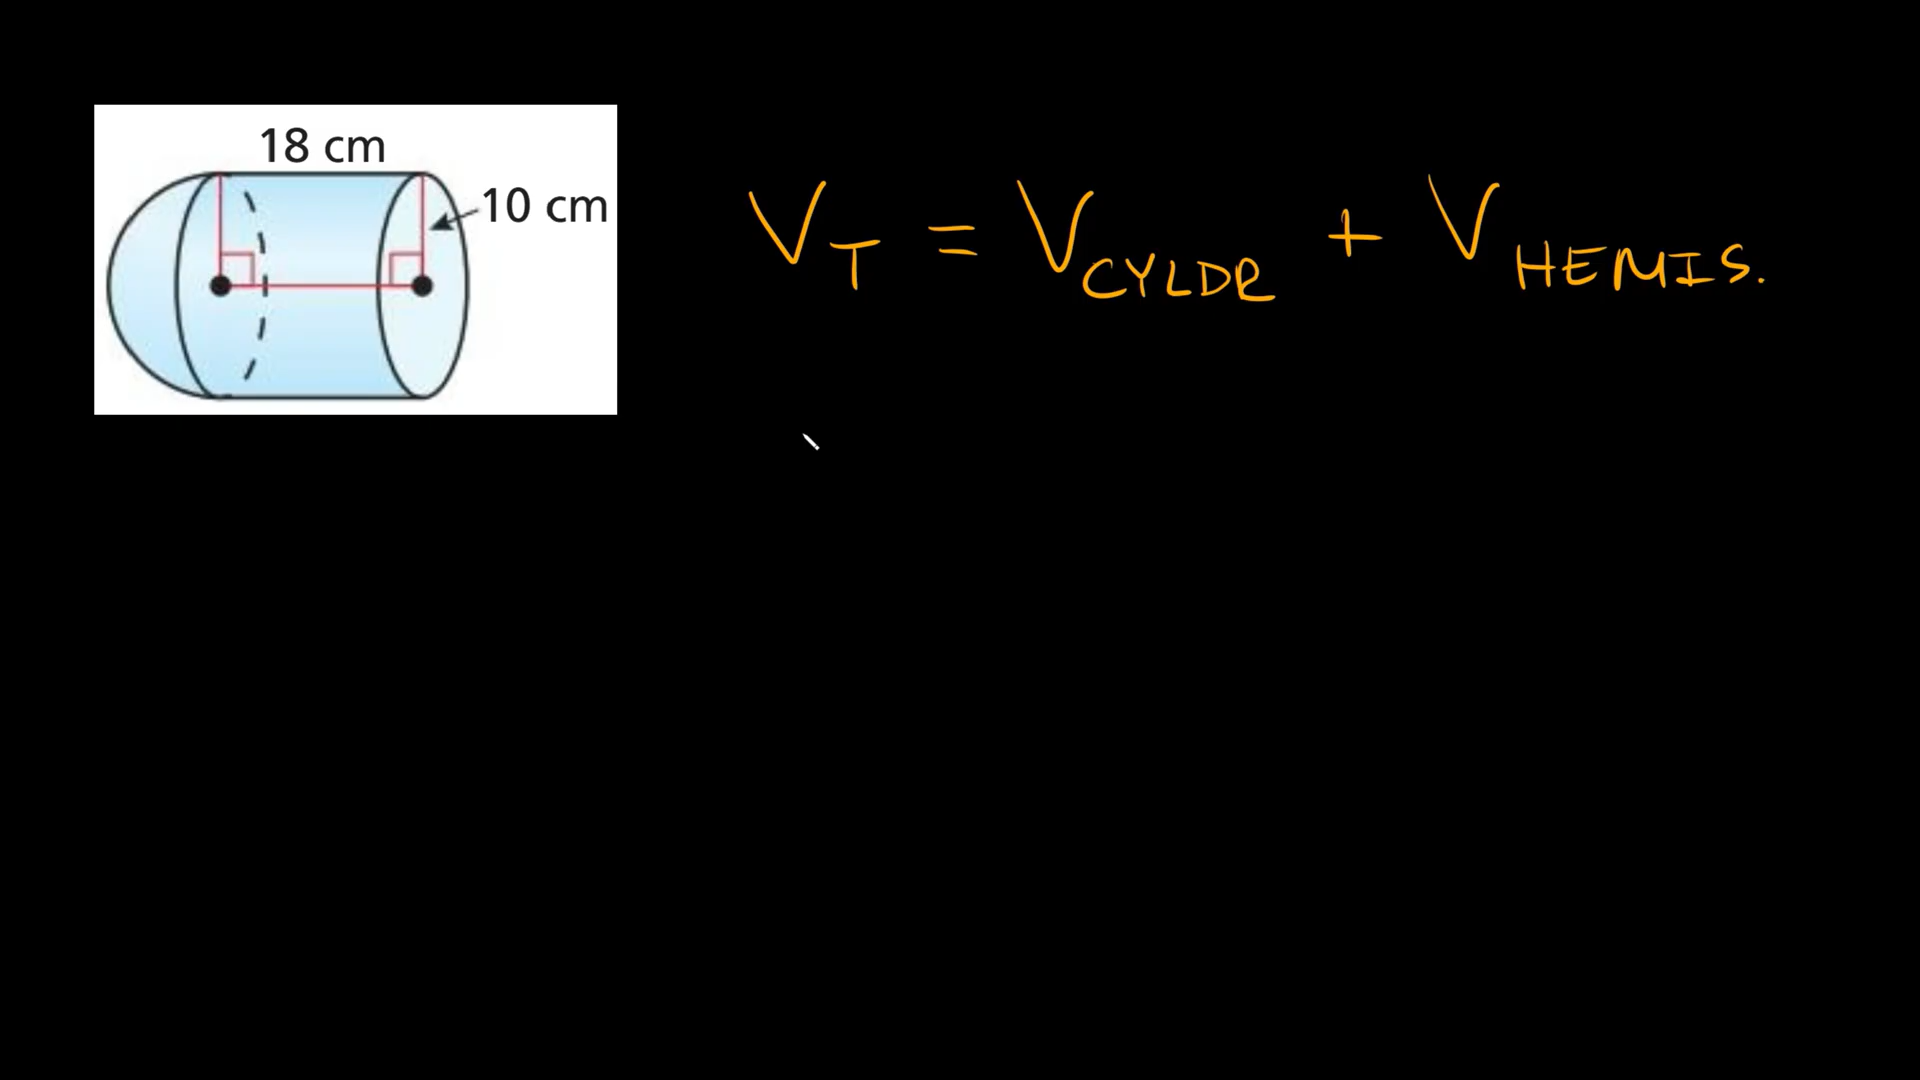 18 cm
10 cm
V_T = V_CYLDR + V_HEMIS.